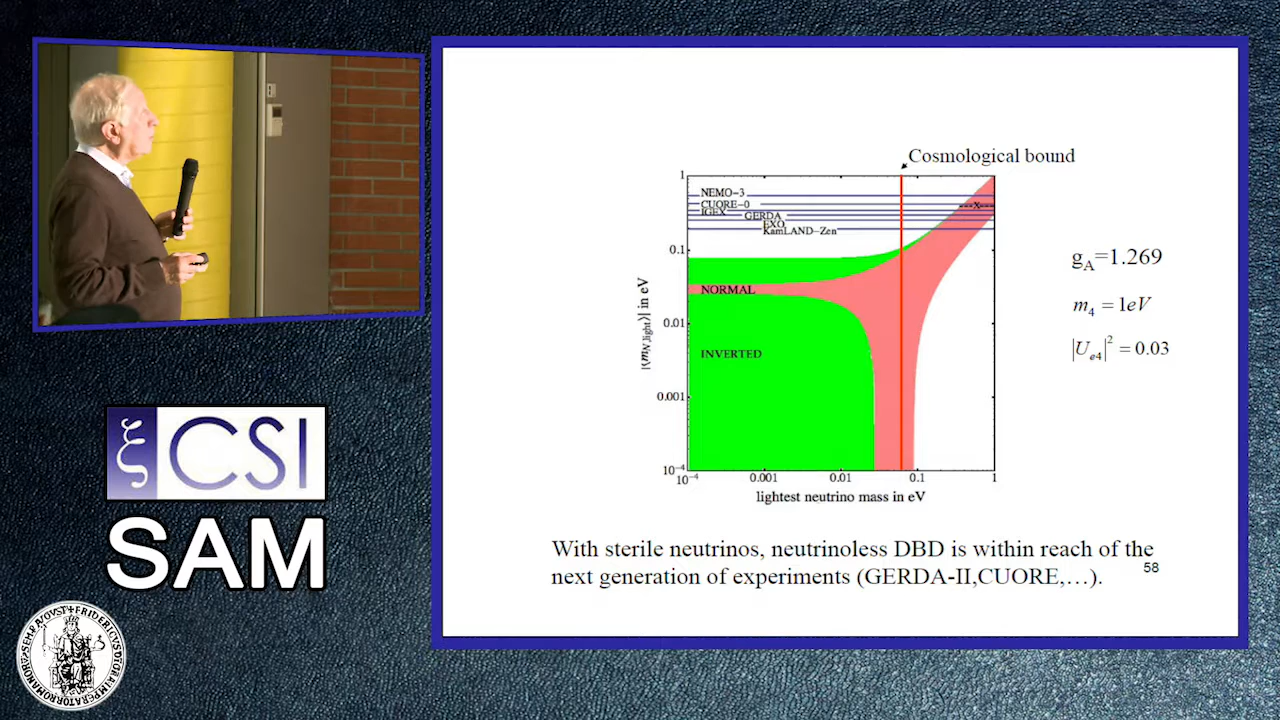 CSI
SAM
Cosmological bound
1
NEMO-3
CUORE-0
IGEX
GERDA
EXO
KamLAND-Zen
X
0.1
NORMAL
0.01
INVERTED
0.001
10⁻⁴
|⟨m_N,light⟩| in eV
10⁻⁴ 0.001 0.01 0.1 1
lightest neutrino mass in eV
g_A=1.269
m₄ = 1eV
|U_e4|² = 0.03
With sterile neutrinos, neutrinoless DBD is within reach of the
next generation of experiments (GERDA-II,CUORE,…).
58